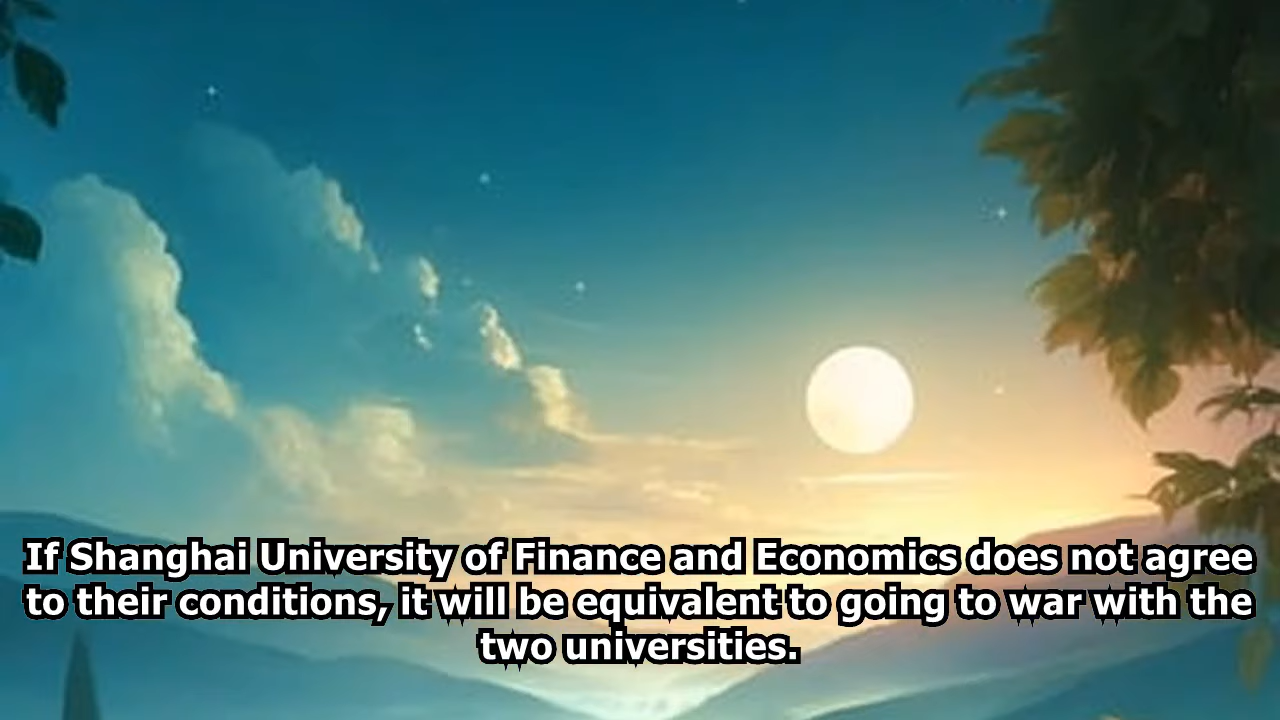 If Shanghai University of Finance and Economics does not agree
to their conditions, it will be equivalent to going to war with the
two universities.